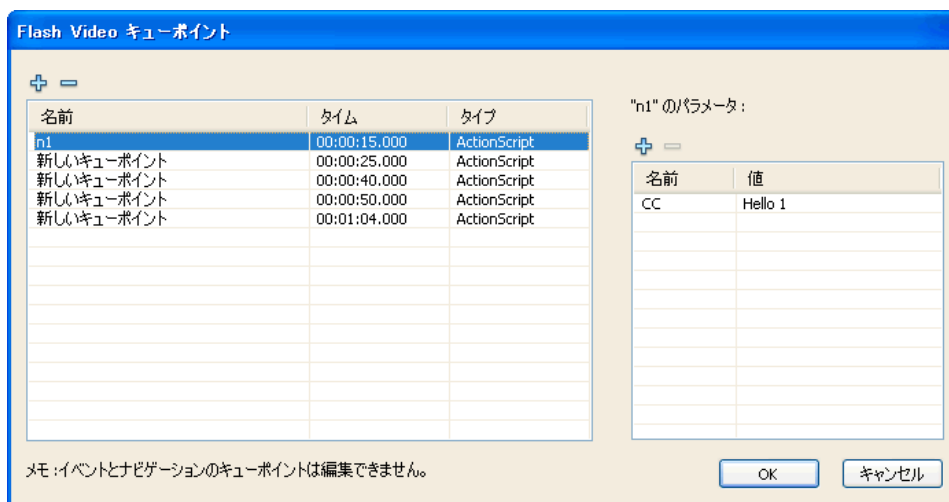 Flash Video キューポイント
名前 タイム タイプ
n1 00:00:15.000 ActionScript
新しいキューポイント 00:00:25.000 ActionScript
新しいキューポイント 00:00:40.000 ActionScript
新しいキューポイント 00:00:50.000 ActionScript
新しいキューポイント 00:01:04.000 ActionScript
"n1" のパラメータ :
名前 値
CC Hello 1
メモ :イベントとナビゲーションのキューポイントは編集できません。
OK キャンセル